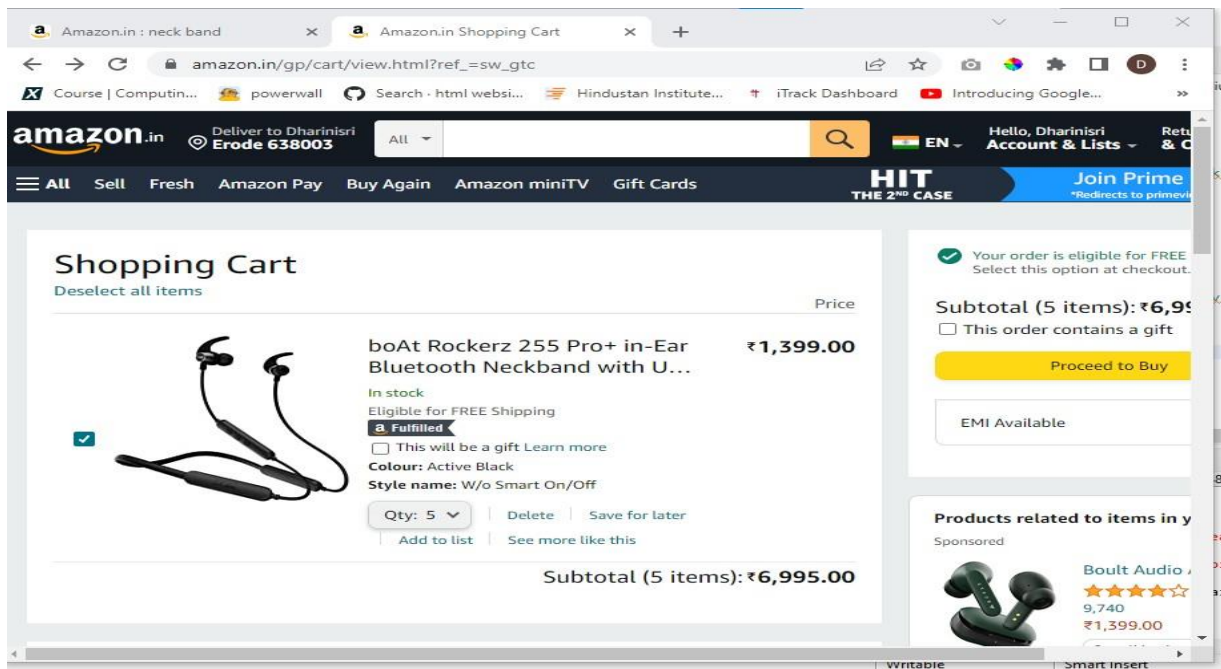 Amazon.in : neck band
Amazon.in Shopping Cart
amazon.in/gp/cart/view.html?ref_=sw_gtc
D
Course | Computin...
powerwall
Search · html websi...
Hindustan Institute...
iTrack Dashboard
Introducing Google...
amazon.in
Deliver to Dharinisri
Erode 638003
All
EN
Hello, Dharinisri
Account & Lists
Retu
& O
All Sell Fresh Amazon Pay Buy Again Amazon miniTV Gift Cards
HIT
THE 2ND CASE
Join Prime
*Redirects to primevi
Shopping Cart
Deselect all items
Price
boAt Rockerz 255 Pro+ in-Ear
Bluetooth Neckband with U...
₹1,399.00
In stock
Eligible for FREE Shipping
a Fulfilled
This will be a gift Learn more
Colour: Active Black
Style name: W/o Smart On/Off
Qty: 5
Delete
Save for later
Add to list
See more like this
Subtotal (5 items): ₹6,995.00
Your order is eligible for FREE
Select this option at checkout.
Subtotal (5 items): ₹6,99
This order contains a gift
Proceed to Buy
EMI Available
Products related to items in y
Sponsored
Boult Audio
9,740
₹1,399.00
Writable
Smart Insert